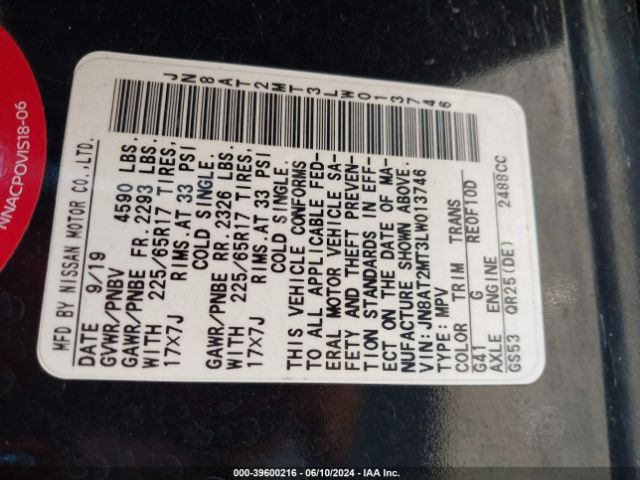 NNACPOVIS18-06
JN8AT2MT3LW013746
MFD BY NISSAN MOTOR CO.,LTD.
DATE 9/19
GVWR/PNBV 4590 LBS.
GAWR/PNBE FR. 2293 LBS.
WITH 225/65R17 TIRES,
17X7J RIMS.AT 33 PSI
COLD SINGLE.
GAWR/PNBE RR. 2326 LBS.
WITH 225/65R17 TIRES,
17X7J RIMS.AT 33 PSI
COLD SINGLE.
THIS VEHICLE CONFORMS
TO ALL APPLICABLE FED-
ERAL MOTOR VEHICLE SA-
FETY AND THEFT PREVEN-
TION STANDARDS IN EFF-
ECT ON THE DATE OF MA-
NUFACTURE SHOWN ABOVE.
VIN: JN8AT2MT3LW013746
TYPE: MPV
COLOR TRIM TRANS
G41 G RE0F10D
AXLE ENGINE
GS53 QR25(DE) 2488CC
000-39600216 - 06/10/2024 - IAA Inc.